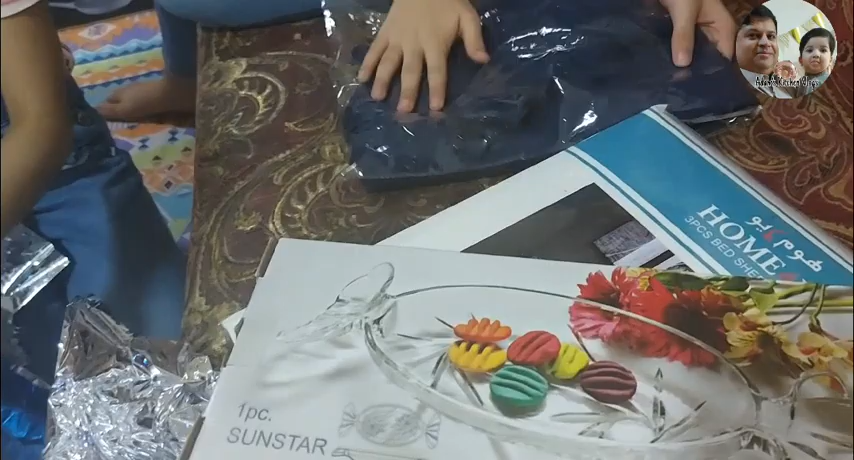 هوم بو
HOME
3PCS BED SHE
1pc.
SUNSTAR